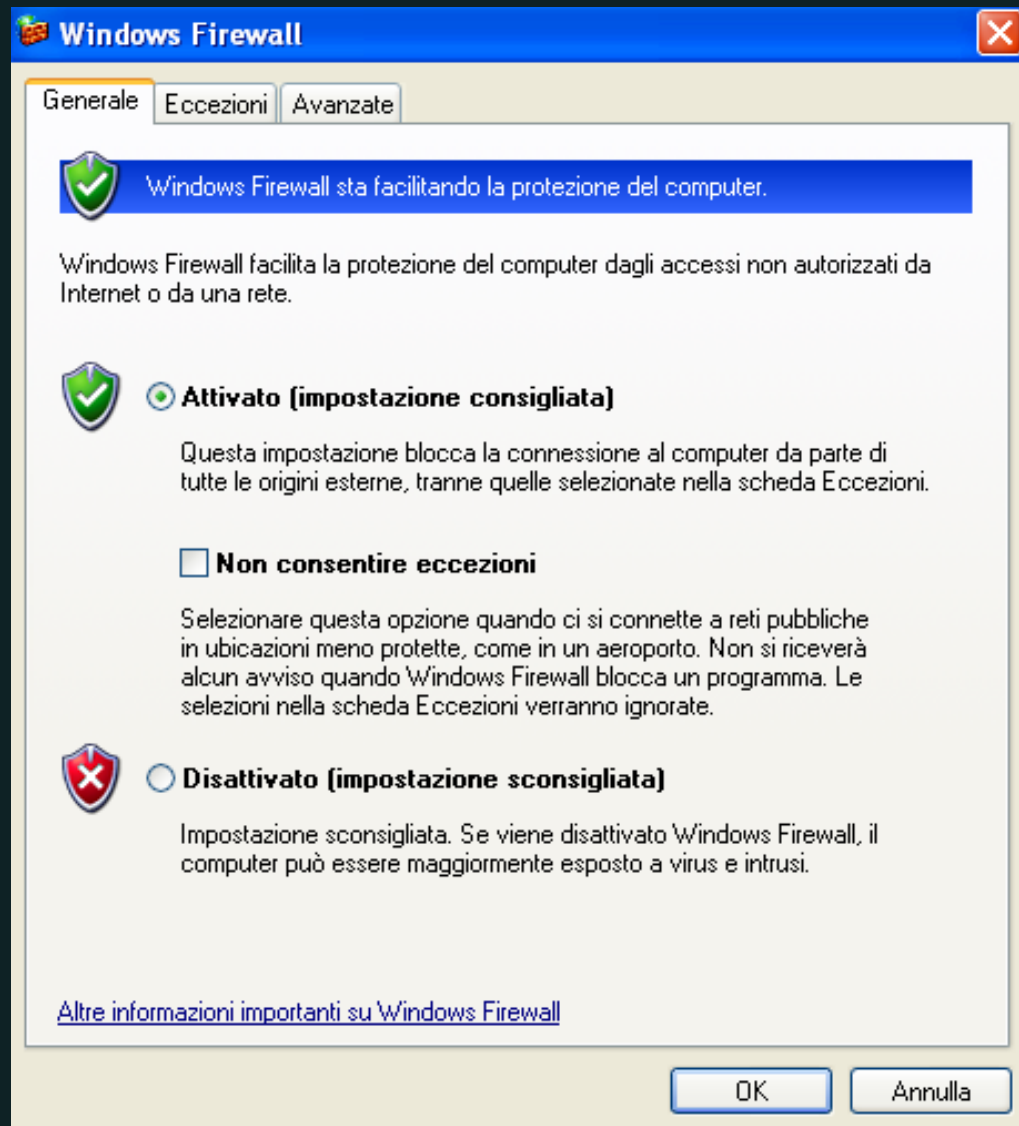 Windows Firewall
Generale
Eccezioni
Avanzate
Windows Firewall sta facilitando la protezione del computer.
Windows Firewall facilita la protezione del computer dagli accessi non autorizzati da
Internet o da una rete.
Attivato (impostazione consigliata)
Questa impostazione blocca la connessione al computer da parte di
tutte le origini esterne, tranne quelle selezionate nella scheda Eccezioni.
Non consentire eccezioni
Selezionare questa opzione quando ci si connette a reti pubbliche
in ubicazioni meno protette, come in un aeroporto. Non si riceverà
alcun avviso quando Windows Firewall blocca un programma. Le
selezioni nella scheda Eccezioni verranno ignorate.
Disattivato (impostazione sconsigliata)
Impostazione sconsigliata. Se viene disattivato Windows Firewall, il
computer può essere maggiormente esposto a virus e intrusi.
Altre informazioni importanti su Windows Firewall
OK
Annulla